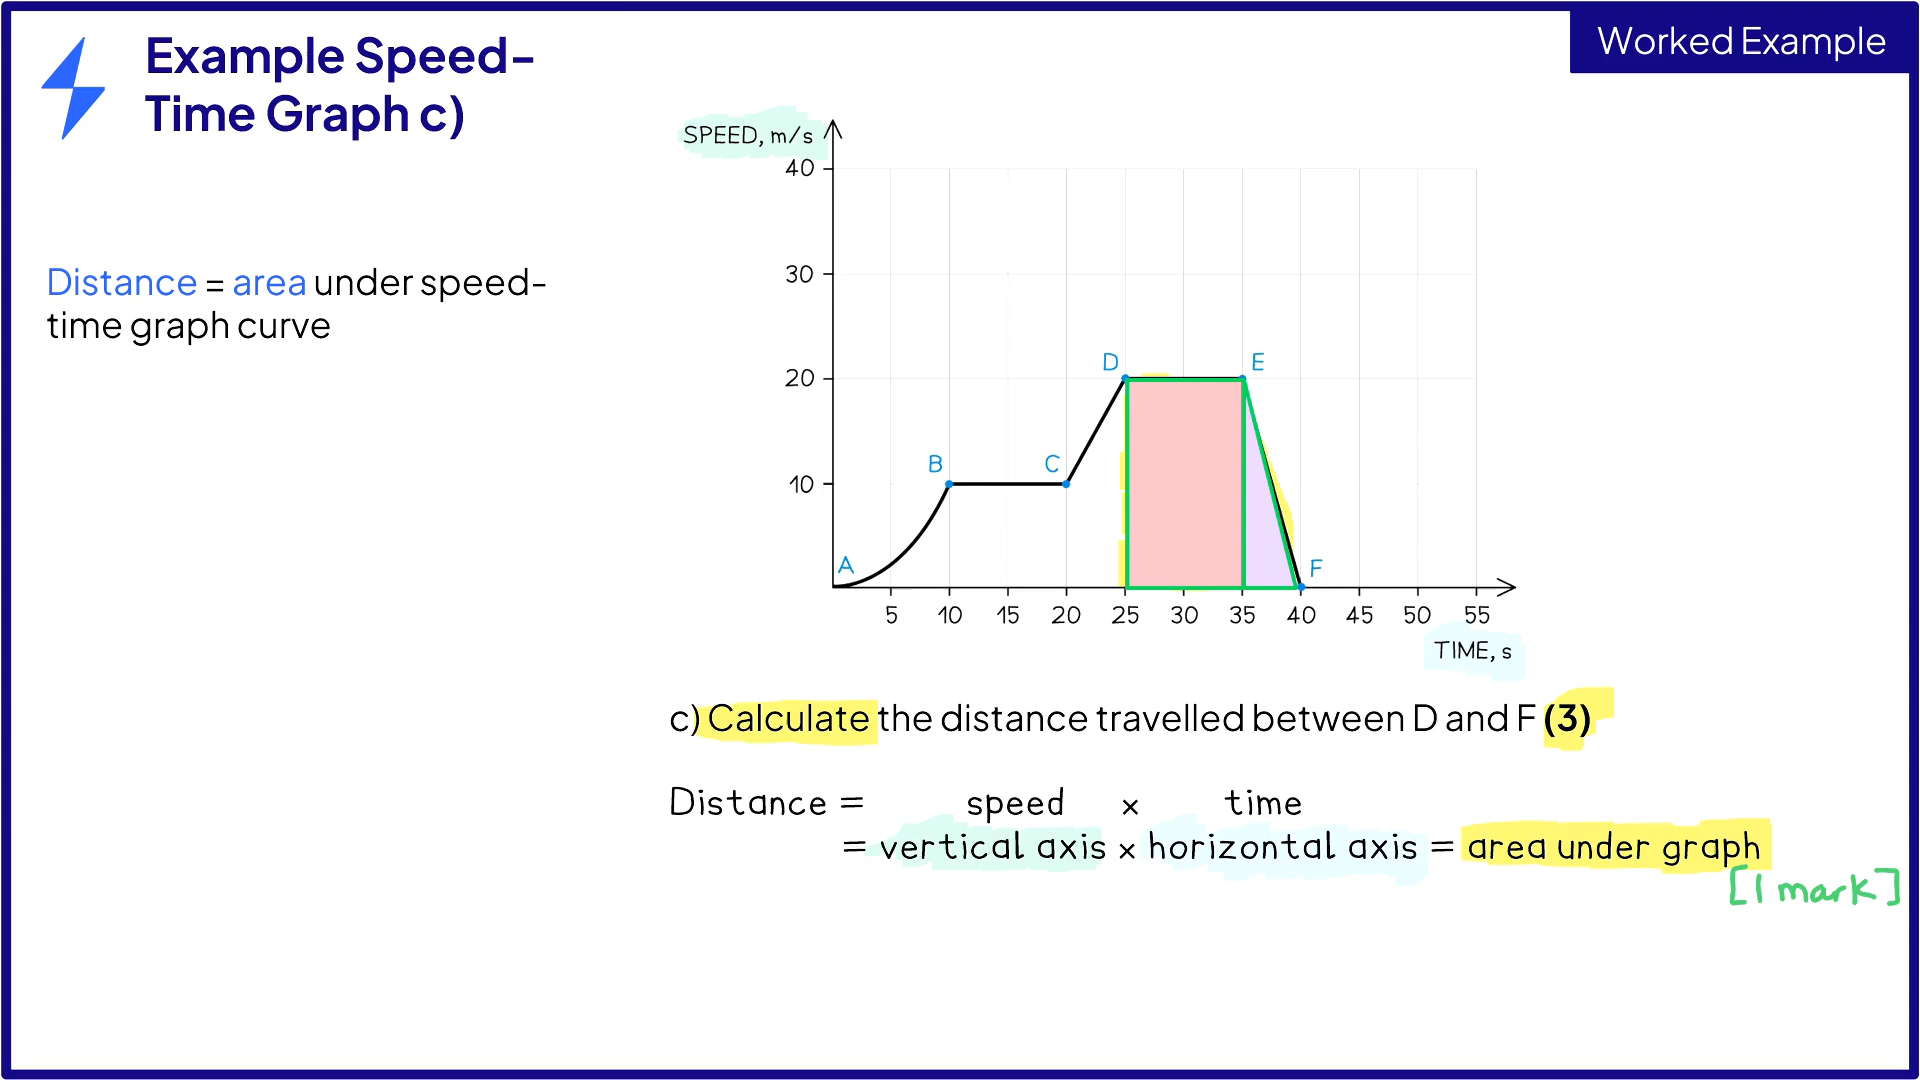 Example Speed-
Time Graph c)
Worked Example
Distance = area under speed-
time graph curve
SPEED, m/s
40
30
20
10
A
B
C
D
E
F
5 10 15 20 25 30 35 40 45 50 55
TIME, s
c) Calculate the distance travelled between D and F (3)
Distance = speed × time
= vertical axis × horizontal axis = area under graph
[1 mark]